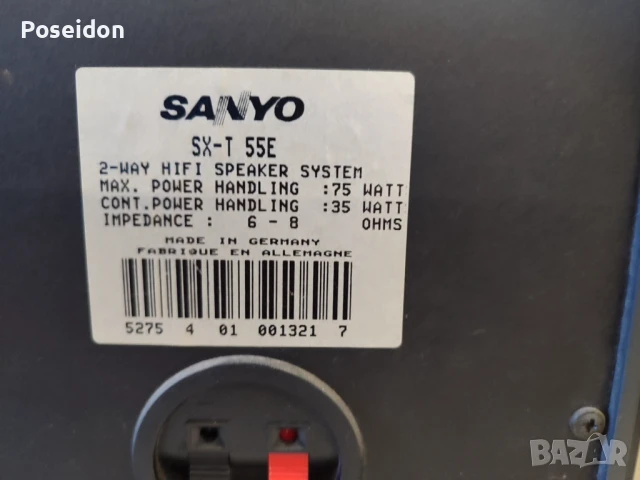 Poseidon
SANYO
SX-T 55E
2-WAY HIFI SPEAKER SYSTEM
MAX. POWER HANDLING :75 WATT
CONT.POWER HANDLING :35 WATT
IMPEDANCE : 6 - 8 OHMS
MADE IN GERMANY
FABRIQUE EN ALLEMAGNE
5275 4 01 001321 7
BAZAR